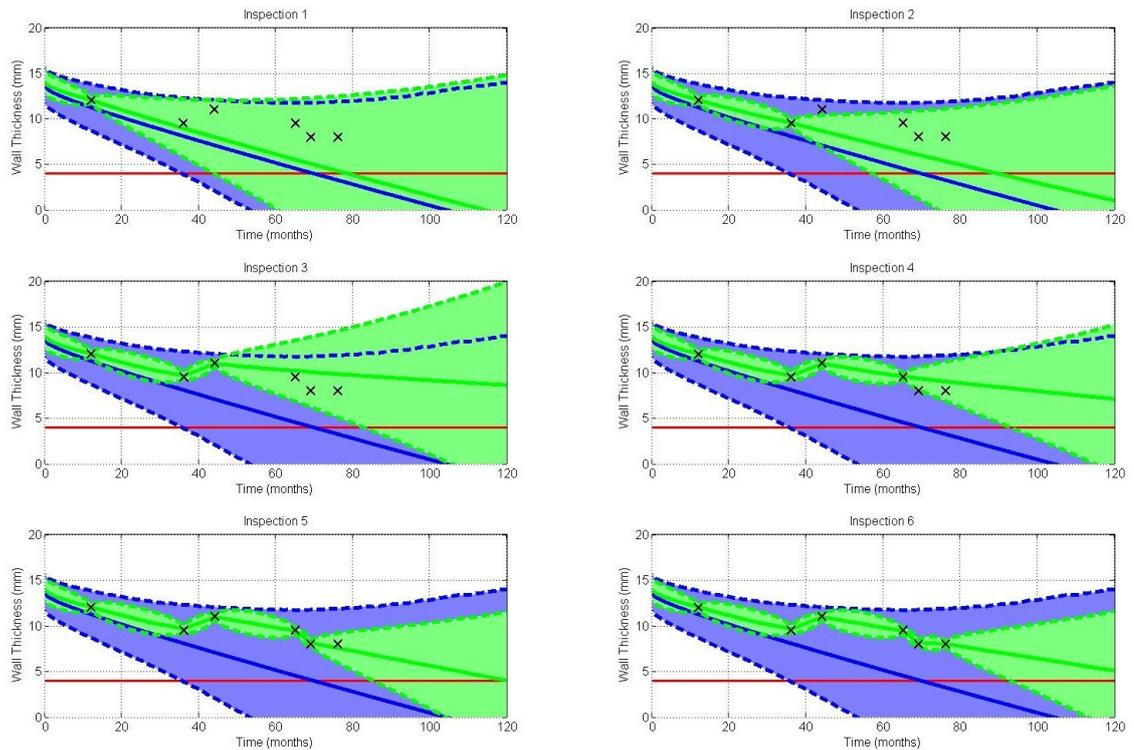 Inspection 1
Inspection 2
20
15
10
5
0
Wall Thickness (mm)
0 20 40 60 80 100 120
Time (months)
20
15
10
5
0
Wall Thickness (mm)
0 20 40 60 80 100 120
Time (months)
Inspection 3
Inspection 4
20
15
10
5
0
Wall Thickness (mm)
0 20 40 60 80 100 120
Time (months)
20
15
10
5
0
Wall Thickness (mm)
0 20 40 60 80 100 120
Time (months)
Inspection 5
Inspection 6
20
15
10
5
0
Wall Thickness (mm)
0 20 40 60 80 100 120
Time (months)
20
15
10
5
0
Wall Thickness (mm)
0 20 40 60 80 100 120
Time (months)